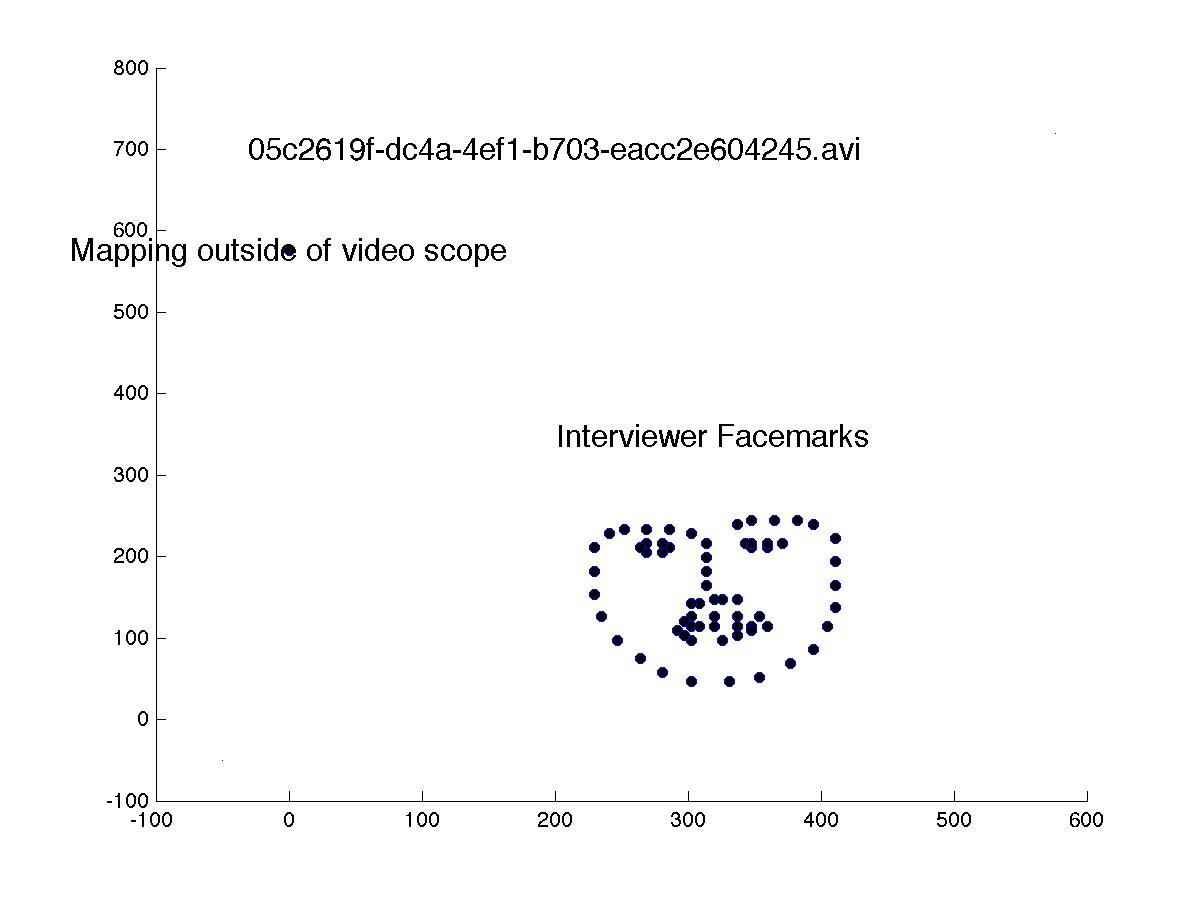 800
05c2619f-dc4a-4ef1-b703-eacc2e604245.avi
700
600
Mapping outside of video scope
500
400
Interviewer Facemarks
300
200
100
0
-100
-100 0 100 200 300 400 500 600